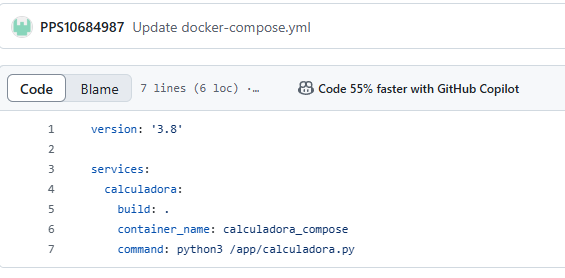 PPS10684987 Update docker-compose.yml
Code Blame 7 lines (6 loc) ·… Code 55% faster with GitHub Copilot
1 version: '3.8'
2
3 services:
4 calculadora:
5 build: .
6 container_name: calculadora_compose
7 command: python3 /app/calculadora.py